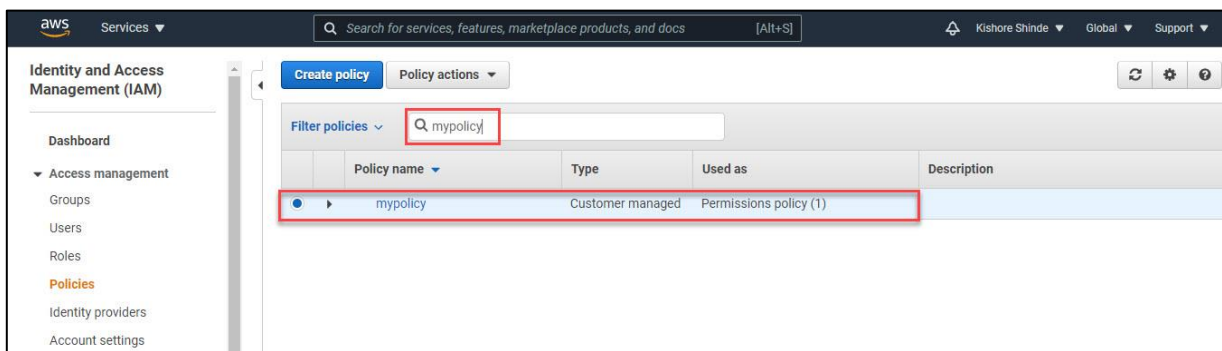 aws Services ▼ Search for services, features, marketplace products, and docs [Alt+S] Kishore Shinde ▼ Global ▼ Support ▼
Identity and Access
Management (IAM)
Dashboard
Access management
Groups
Users
Roles
Policies
Identity providers
Account settings
Create policy Policy actions
Filter policies mypolicy
Policy name Type Used as Description
mypolicy Customer managed Permissions policy (1)